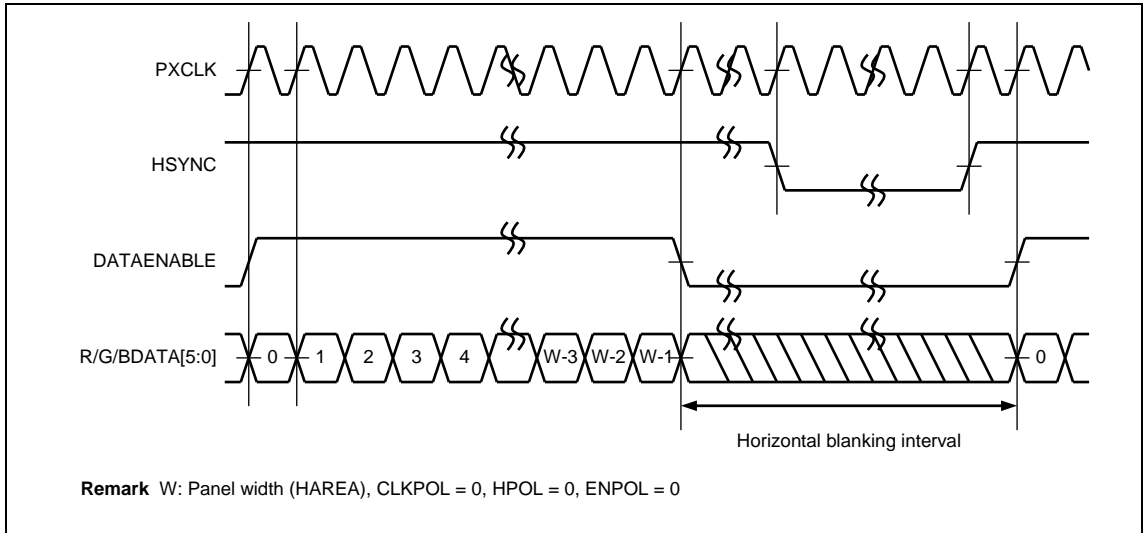 PXCLK
HSYNC
DATAENABLE
R/G/BDATA[5:0] 0 1 2 3 4 W-3 W-2 W-1 0
Horizontal blanking interval
Remark W: Panel width (HAREA), CLKPOL = 0, HPOL = 0, ENPOL = 0